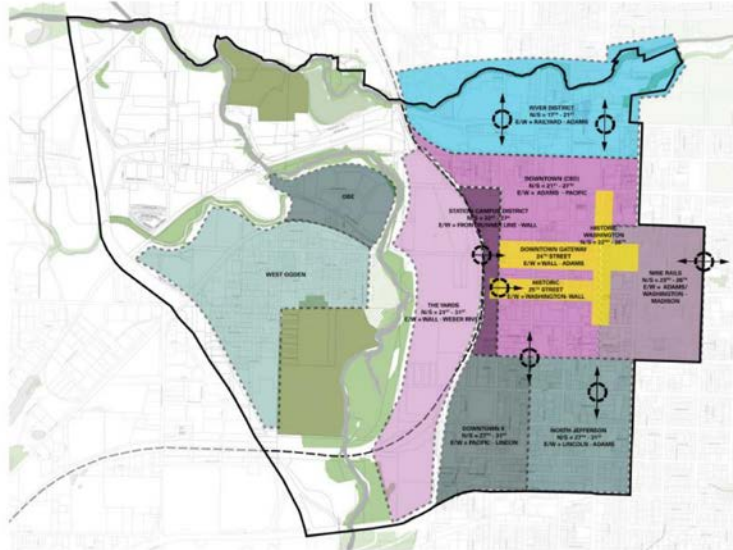 RIVER DISTRICT
N/S = 17TH - 21ST
E/W = RAILYARD - ADAMS
DOWNTOWN (CBD)
N/S = 21ST - 27TH
E/W = ADAMS - PACIFIC
OBE
STATION CAMPUS DISTRICT
E/W = FRONTRUNNER LINE - WALL
HISTORIC
WASHINGTON
DOWNTOWN GATEWAY
24TH STREET
E/W = WALL - ADAMS
WEST OGDEN
NINE RAILS
N/S = 23RD - 26TH
E/W = ADAMS/
WASHINGTON -
MADISON
HISTORIC
25TH STREET
E/W = WASHINGTON - WALL
THE YARDS
N/S = 21ST - 31ST
E/W = WALL - WEBER RIVER
DOWNTOWN II
N/S = 27TH - 31ST
E/W = PACIFIC - LINCOLN
NORTH JEFFERSON
N/S = 27TH - 31ST
E/W = LINCOLN - ADAMS